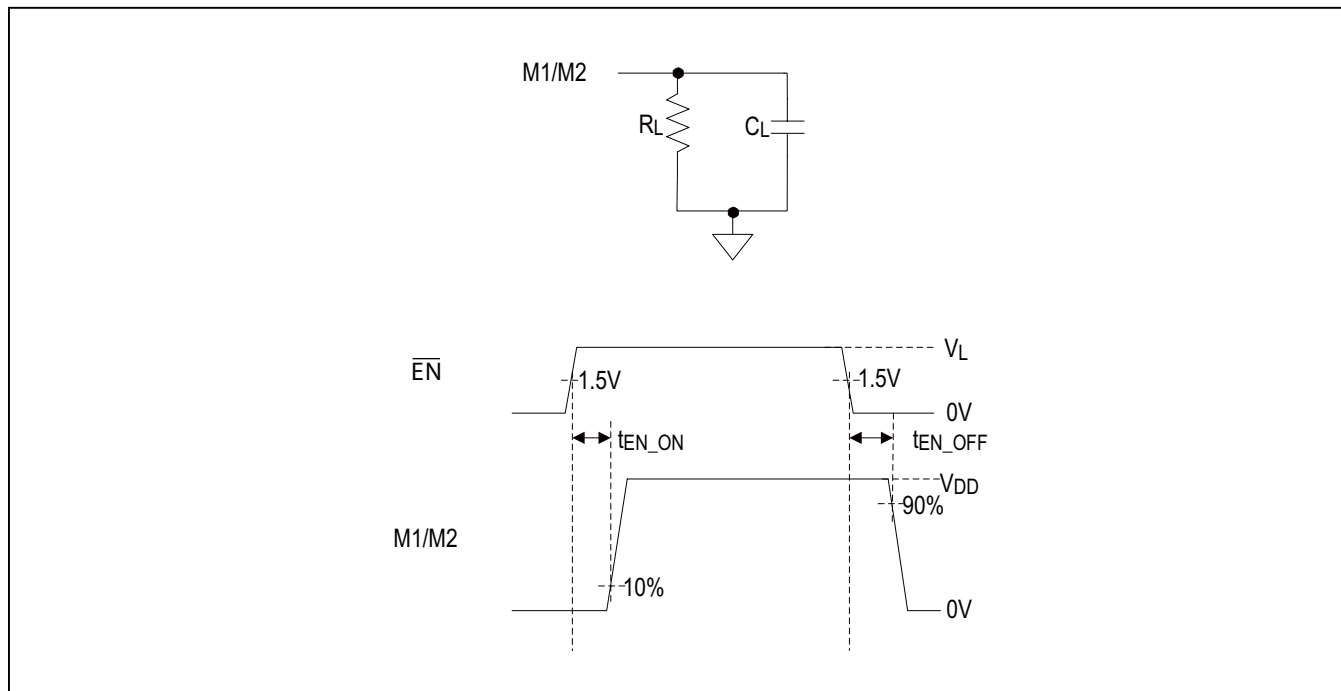 M1/M2
RL
CL
VL
EN
1.5V
1.5V
0V
tEN_ON
tEN_OFF
VDD
90%
M1/M2
10%
0V